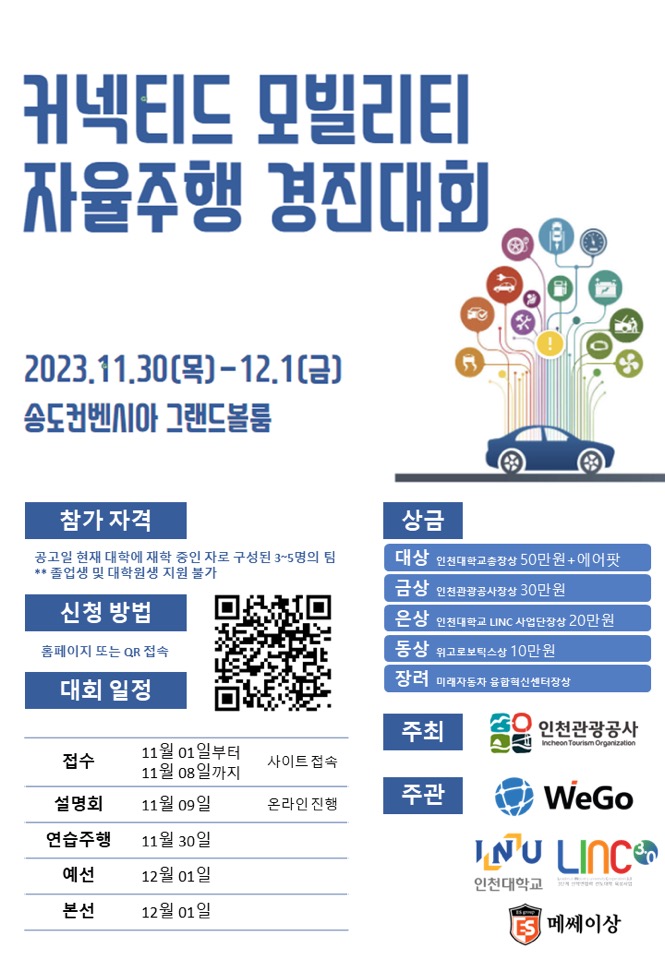 커넥티드 모빌리티
자율주행 경진대회
2023.11.30(목) – 12.1(금)
송도컨벤시아 그랜드볼룸
참가 자격
공고일 현재 대학에 재학 중인 자로 구성된 3~5명의 팀
** 졸업생 및 대학원생 지원 불가
신청 방법
홈페이지 또는 QR 접속
대회 일정
접수 11월 01일부터 11월 08일까지 사이트 접속
설명회 11월 09일 온라인 진행
연습주행 11월 30일
예선 12월 01일
본선 12월 01일
상금
대상 인천대학교총장상 50만원+에어팟
금상 인천관광공사장상 30만원
은상 인천대학교 LINC 사업단장상 20만원
동상 위고로보틱스상 10만원
장려 미래자동차 융합혁신센터장상
주최
인천관광공사
Incheon Tourism Organization
주관
WeGo
INU
인천대학교
LINC 3.0
ES group
ES
메쎄이상